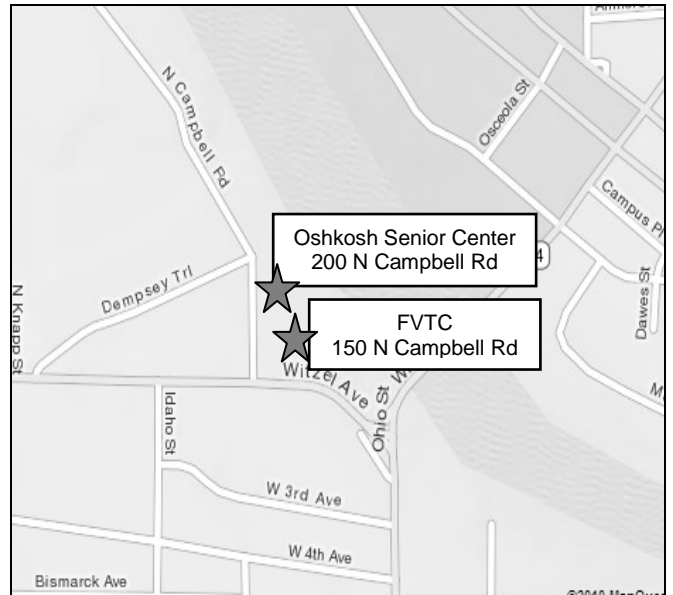 N Campbell Rd
Osceola St
Campus
Oshkosh Senior Center
200 N Campbell Rd
4
Dempsey Trl
Dawes St
N Knapp St
FVTC
150 N Campbell Rd
Witzel Ave
Ohio St
Idaho St
W 3rd Ave
W 4th Ave
Bismarck Ave